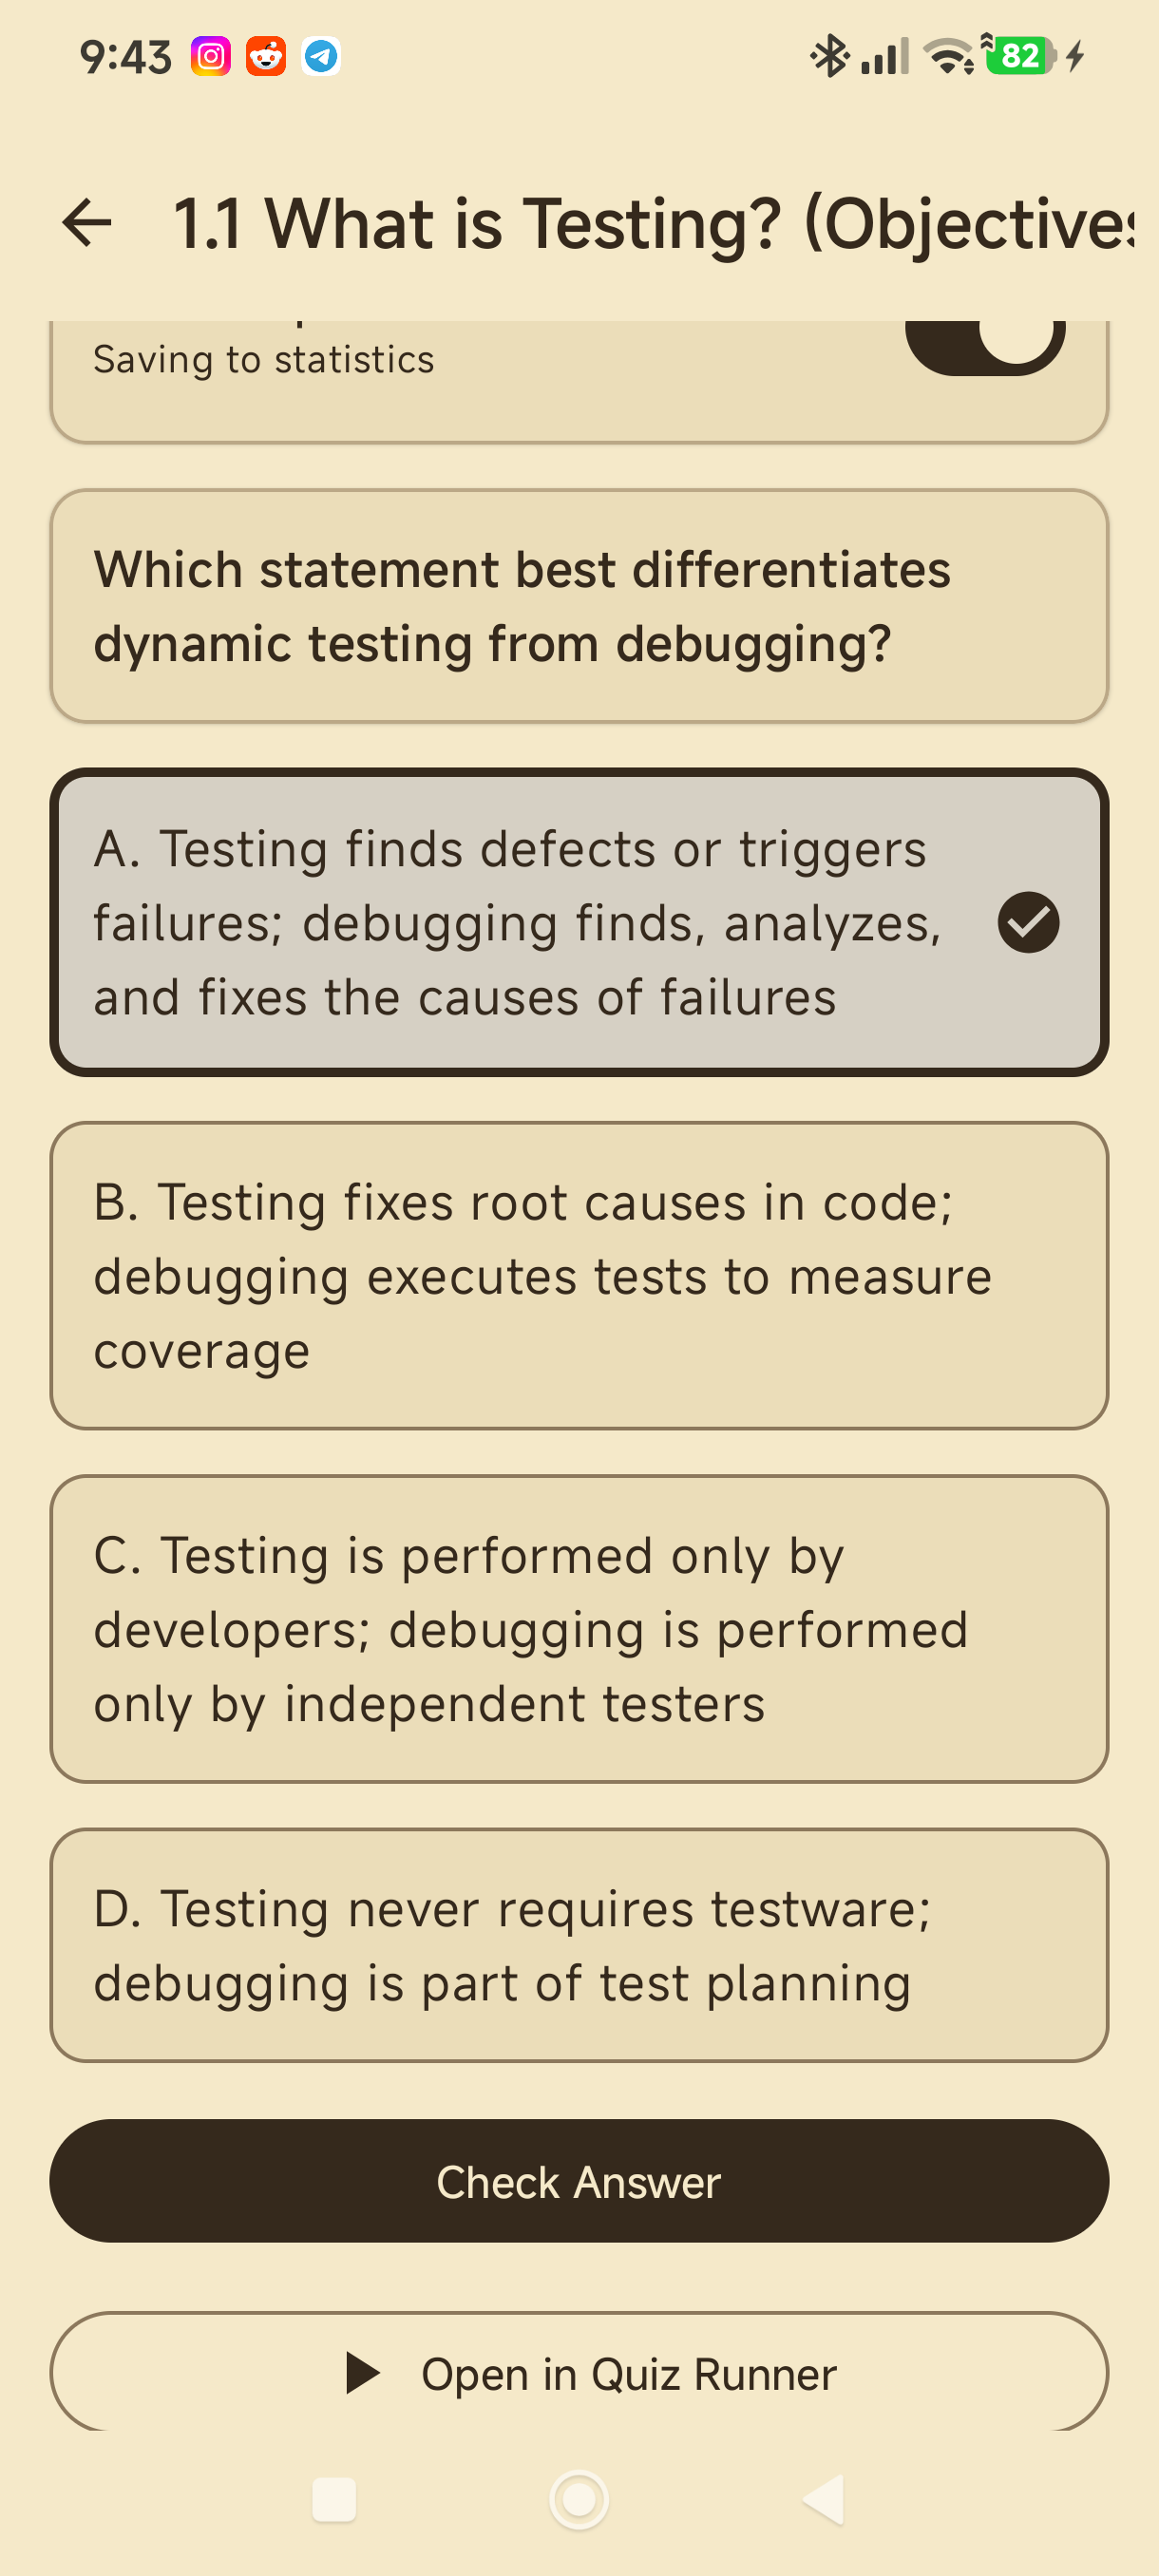 9:43
82
1.1 What is Testing? (Objectives
Saving to statistics
Which statement best differentiates
dynamic testing from debugging?
A. Testing finds defects or triggers
failures; debugging finds, analyzes,
and fixes the causes of failures
B. Testing fixes root causes in code;
debugging executes tests to measure
coverage
C. Testing is performed only by
developers; debugging is performed
only by independent testers
D. Testing never requires testware;
debugging is part of test planning
Check Answer
Open in Quiz Runner